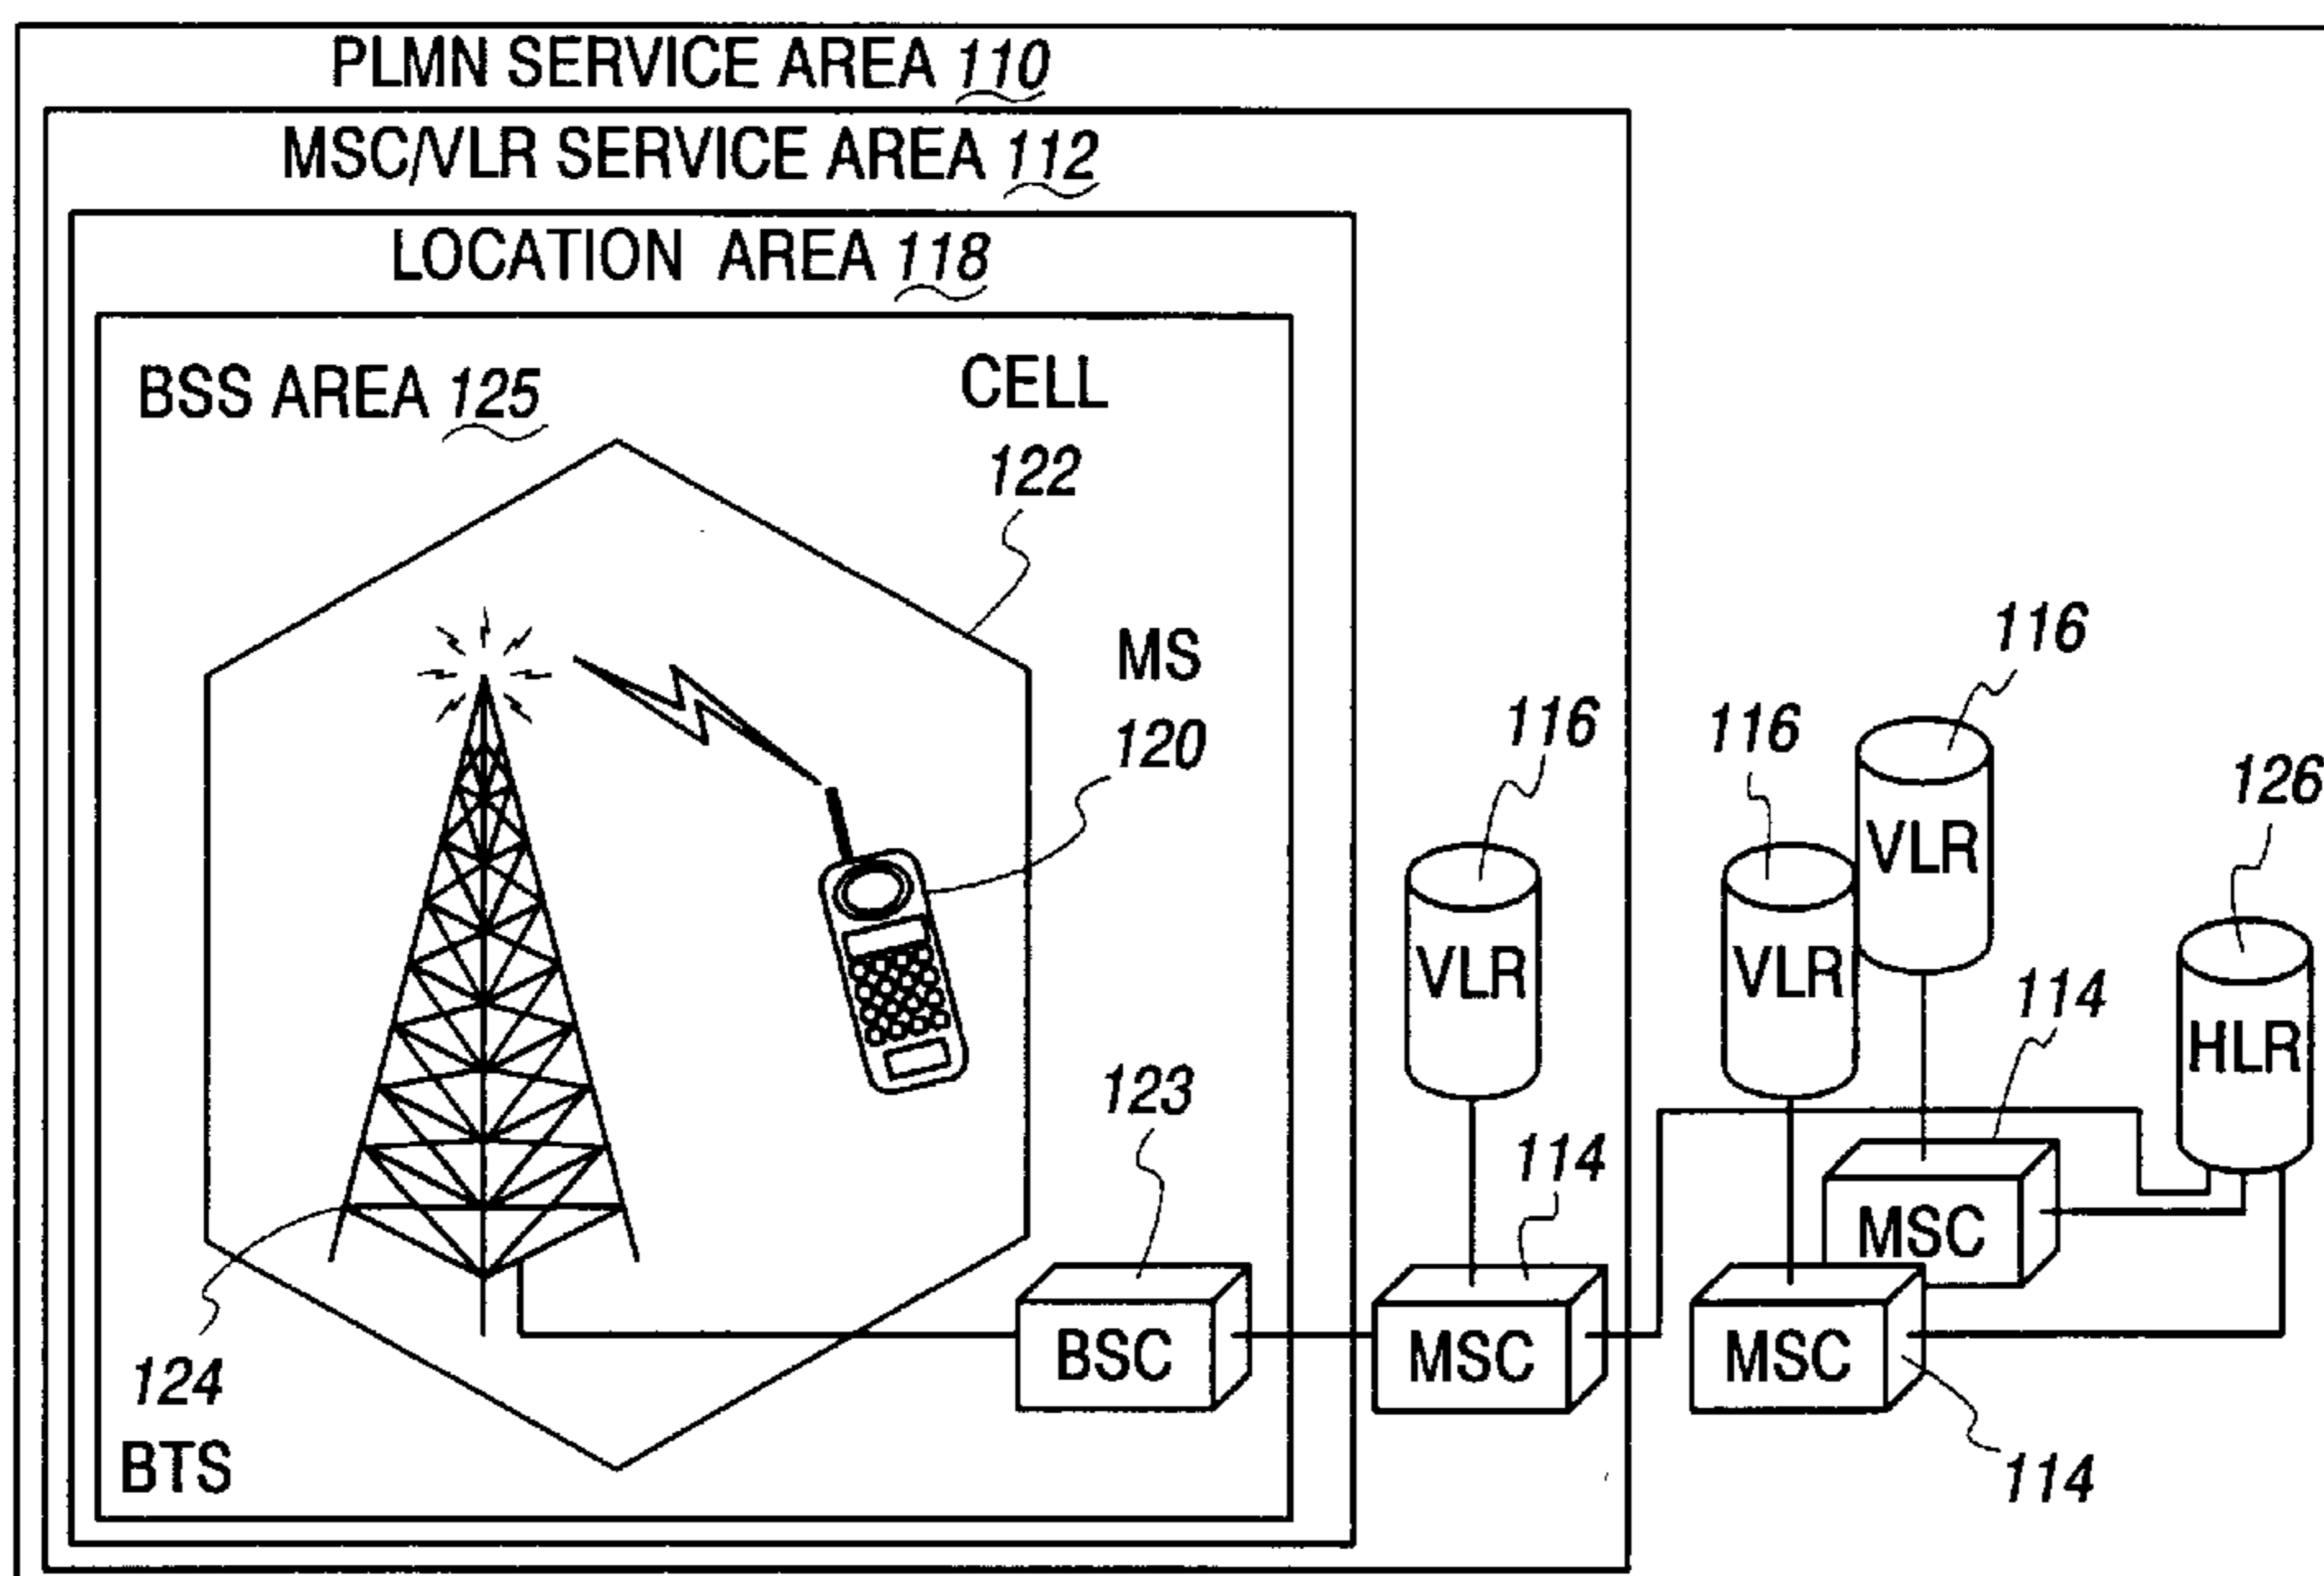 PLMN SERVICE AREA 110
MSC/VLR SERVICE AREA 112
LOCATION AREA 118
BSS AREA 125
CELL
122
MS
120
116
116
116
126
VLR
VLR
VLR
HLR
123
114
114
MSC
BSC
MSC
MSC
114
124
BTS